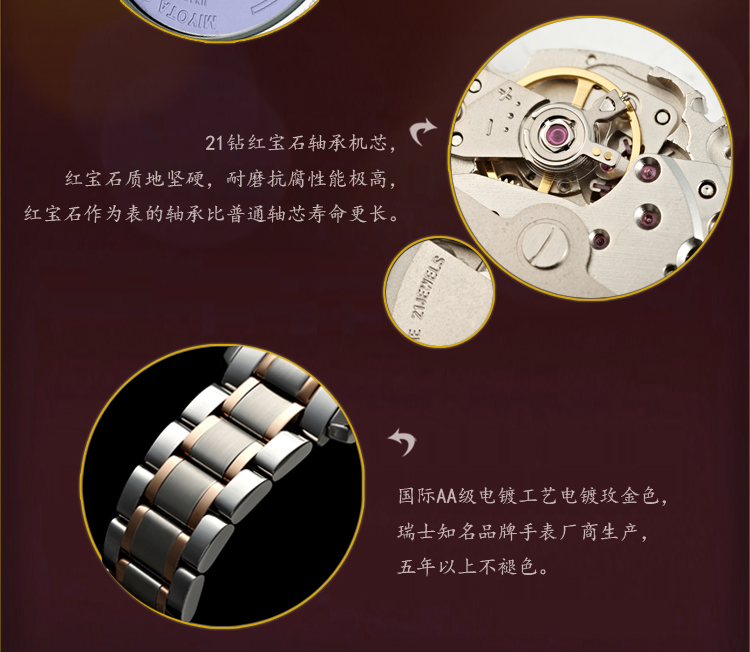 MIYOTA
21钻红宝石轴承机芯，
红宝石质地坚硬，耐磨抗腐性能极高，
红宝石作为表的轴承比普通轴芯寿命更长。
21JEWELS
国际AA级电镀工艺电镀玫金色，
瑞士知名品牌手表厂商生产，
五年以上不褪色。